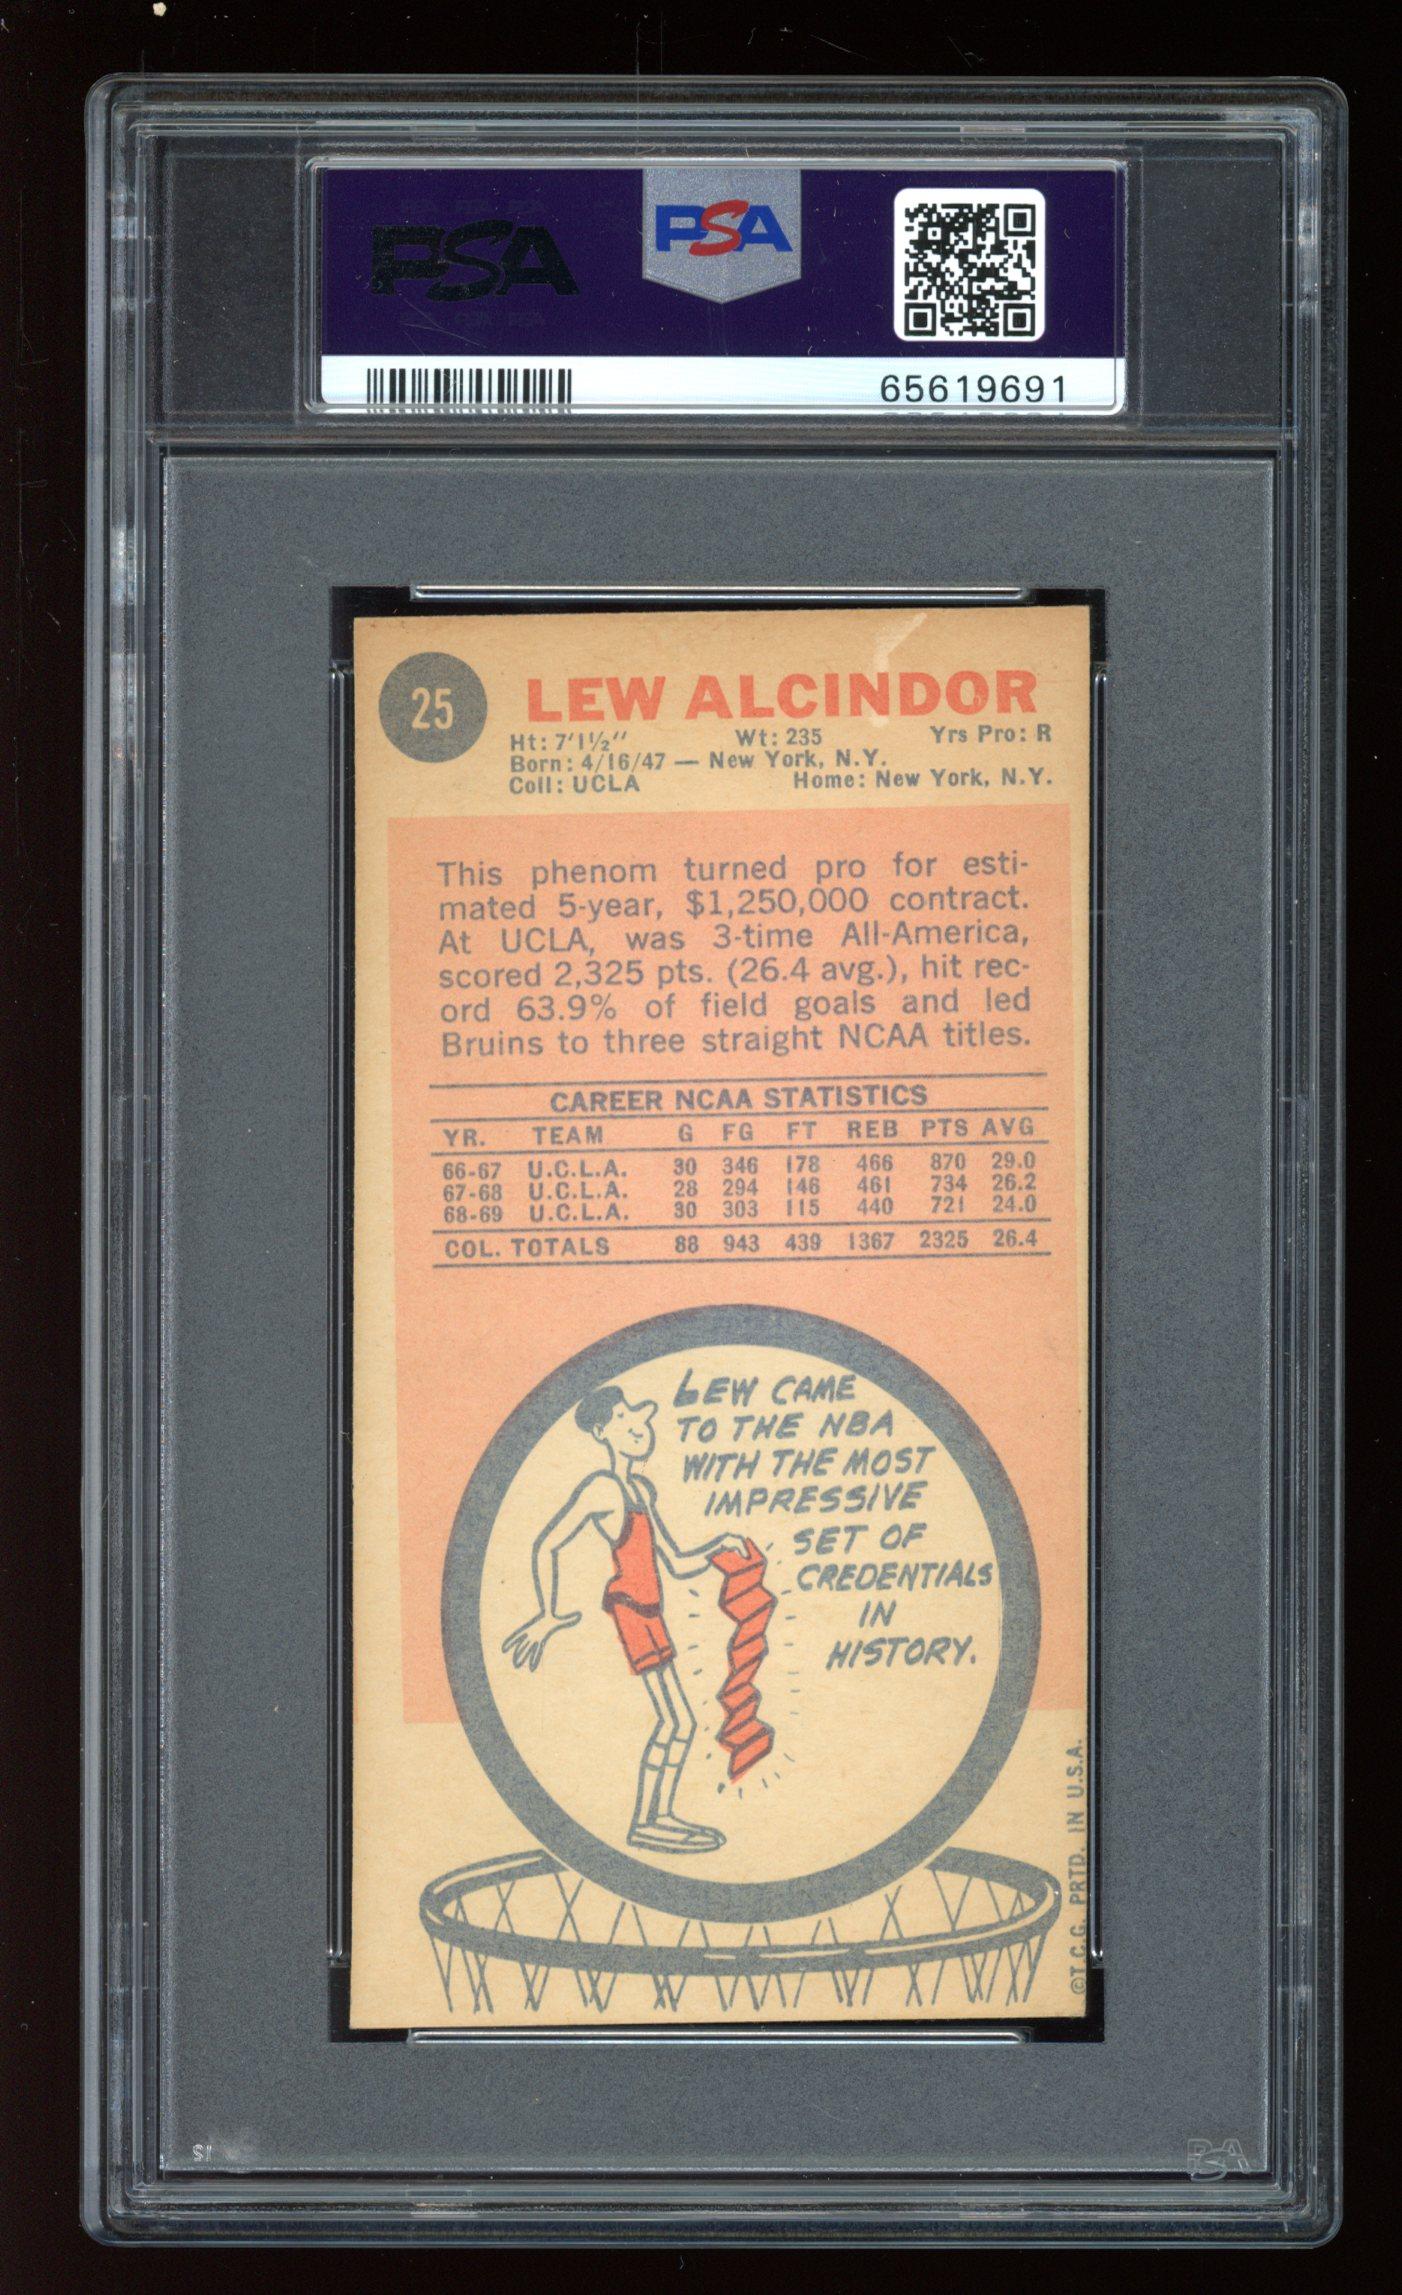 PSA
PSA
65619691
25
LEW ALCINDOR
Ht: 7'1½" Wt: 235 Yrs Pro: R
Born: 4/16/47 — New York, N.Y.
Coll: UCLA Home: New York, N.Y.
This phenom turned pro for esti-
mated 5-year, $1,250,000 contract.
At UCLA, was 3-time All-America,
scored 2,325 pts. (26.4 avg.), hit rec-
ord 63.9% of field goals and led
Bruins to three straight NCAA titles.
CAREER NCAA STATISTICS
YR. TEAM G FG FT REB PTS AVG
66-67 U.C.L.A. 30 346 178 466 870 29.0
67-68 U.C.L.A. 28 294 146 461 734 26.2
68-69 U.C.L.A. 30 303 115 440 721 24.0
COL. TOTALS 88 943 439 1367 2325 26.4
LEW CAME
TO THE NBA
WITH THE MOST
IMPRESSIVE
SET OF
CREDENTIALS
IN
HISTORY.
©T.C.G. PRTD. IN U.S.A.
PSA